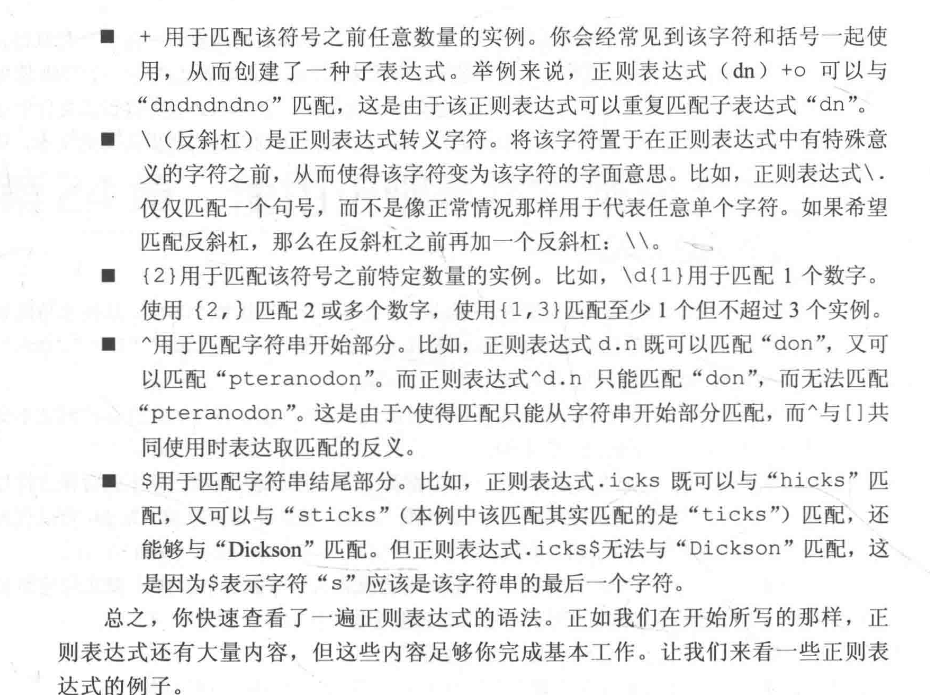 ■ + 用于匹配该符号之前任意数量的实例。你会经常见到该字符和括号一起使
用，从而创建了一种子表达式。举例来说，正则表达式（dn）+o 可以与
“dndndndno”匹配，这是由于该正则表达式可以重复匹配子表达式“dn”。
■ \（反斜杠）是正则表达式转义字符。将该字符置于在正则表达式中有特殊意
义的字符之前，从而使得该字符变为该字符的字面意思。比如，正则表达式\.
仅仅匹配一个句号，而不是像正常情况那样用于代表任意单个字符。如果希望
匹配反斜杠，那么在反斜杠之前再加一个反斜杠：\\。
■ {2}用于匹配该符号之前特定数量的实例。比如，\d{1}用于匹配 1 个数字。
使用{2,}匹配 2 或多个数字，使用{1,3}匹配至少 1 个但不超过 3 个实例。
■ ^用于匹配字符串开始部分。比如，正则表达式 d.n 既可以匹配“don”，又可
以匹配“pteranodon”。而正则表达式^d.n 只能匹配“don”，而无法匹配
“pteranodon”。这是由于^使得匹配只能从字符串开始部分匹配，而^与[]共
同使用时表达取匹配的反义。
■ $用于匹配字符串结尾部分。比如，正则表达式.icks 既可以与“hicks”匹
配，又可以与“sticks”（本例中该匹配其实匹配的是“ticks”）匹配，还
能够与“Dickson”匹配。但正则表达式.icks$无法与“Dickson”匹配，这
是因为$表示字符“s”应该是该字符串的最后一个字符。
总之，你快速查看了一遍正则表达式的语法。正如我们在开始所写的那样，正
则表达式还有大量内容，但这些内容足够你完成基本工作。让我们来看一些正则表
达式的例子。